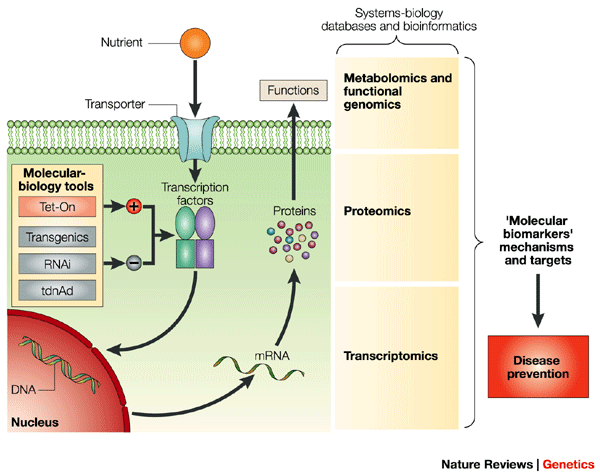 Systems-biology
databases and bioinformatics
Nutrient
Transporter
Functions
Metabolomics and
functional
genomics
Molecular-
biology tools
Tet-On
Transgenics
RNAi
tdnAd
+
−
Transcription
factors
Proteins
Proteomics
'Molecular
biomarkers'
mechanisms
and targets
mRNA
Transcriptomics
Disease
prevention
DNA
Nucleus
Nature Reviews | Genetics